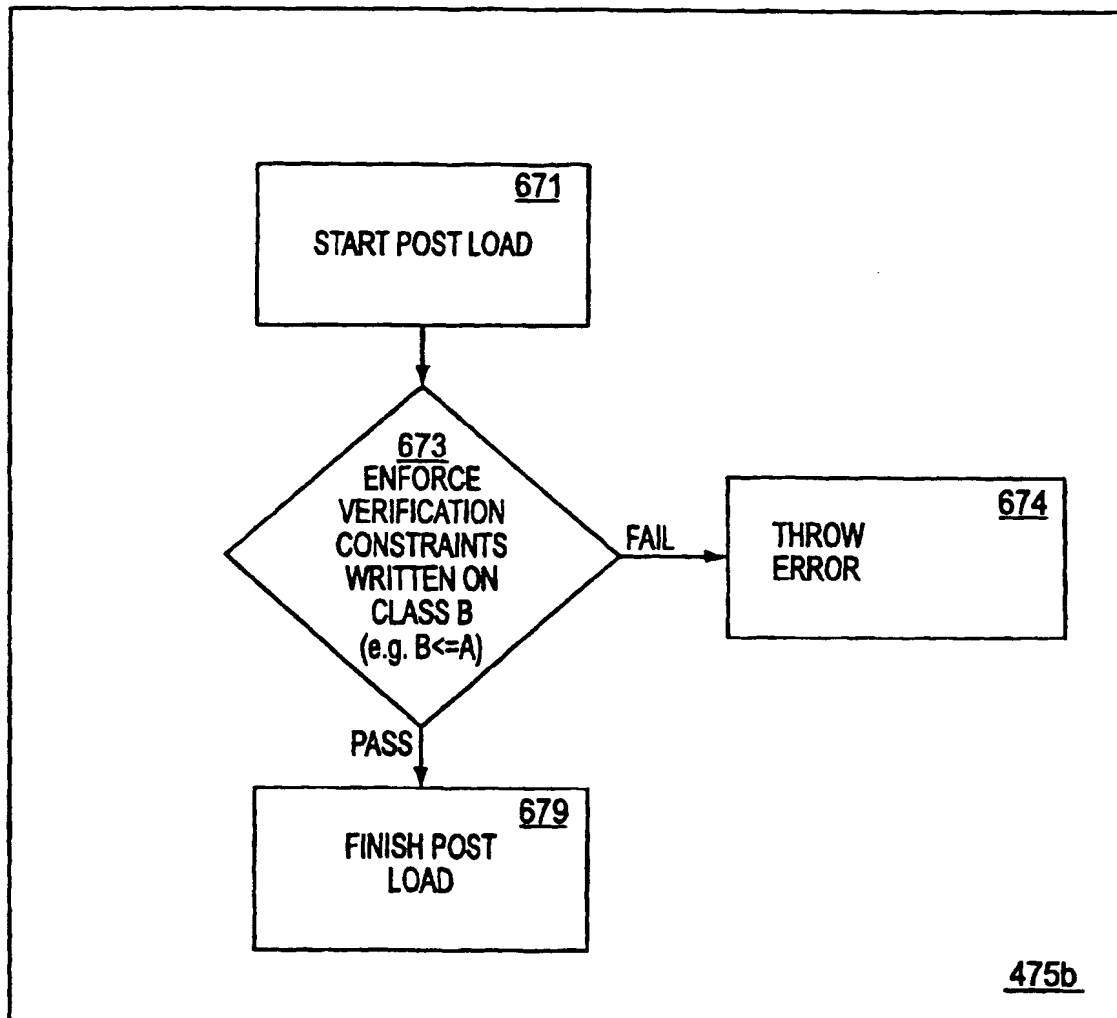 671
START POST LOAD
673
ENFORCE
VERIFICATION
CONSTRAINTS
WRITTEN ON
CLASS B
(e.g. B<=A)
FAIL
674
THROW
ERROR
PASS
679
FINISH POST
LOAD
475b